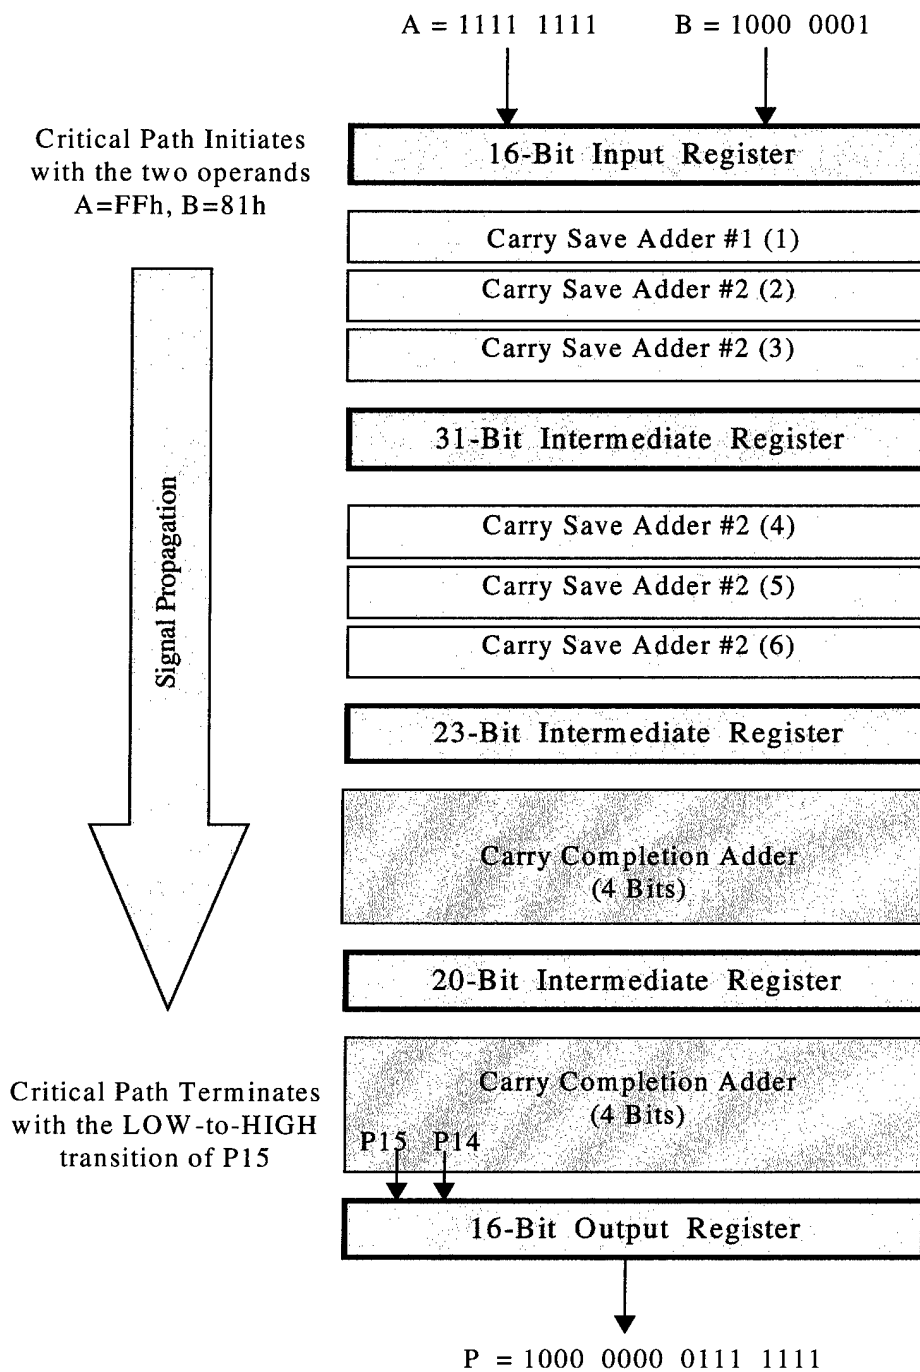 A = 1111 1111 B = 1000 0001
Critical Path Initiates
with the two operands
A=FFh, B=81h
16-Bit Input Register
Carry Save Adder #1 (1)
Carry Save Adder #2 (2)
Carry Save Adder #2 (3)
31-Bit Intermediate Register
Signal Propagation
Carry Save Adder #2 (4)
Carry Save Adder #2 (5)
Carry Save Adder #2 (6)
23-Bit Intermediate Register
Carry Completion Adder
(4 Bits)
20-Bit Intermediate Register
Critical Path Terminates
with the LOW-to-HIGH
transition of P15
Carry Completion Adder
(4 Bits)
P15 P14
16-Bit Output Register
P = 1000 0000 0111 1111